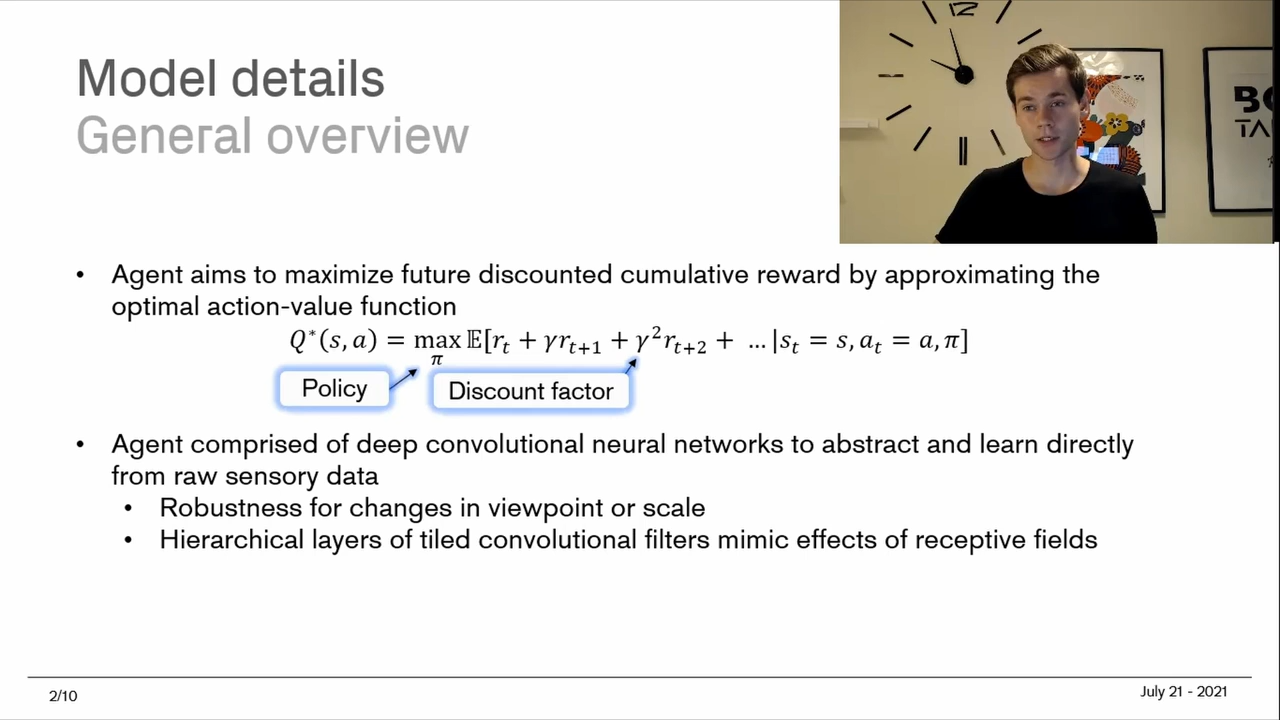 Model details
General overview
12
BO
TA
• Agent aims to maximize future discounted cumulative reward by approximating the
optimal action-value function
Q*(s, a) = max 𝔼[r_t + γr_{t+1} + γ²r_{t+2} + … |s_t = s, a_t = a, π]
π
Policy
Discount factor
• Agent comprised of deep convolutional neural networks to abstract and learn directly
from raw sensory data
• Robustness for changes in viewpoint or scale
• Hierarchical layers of tiled convolutional filters mimic effects of receptive fields
2/10
July 21 - 2021